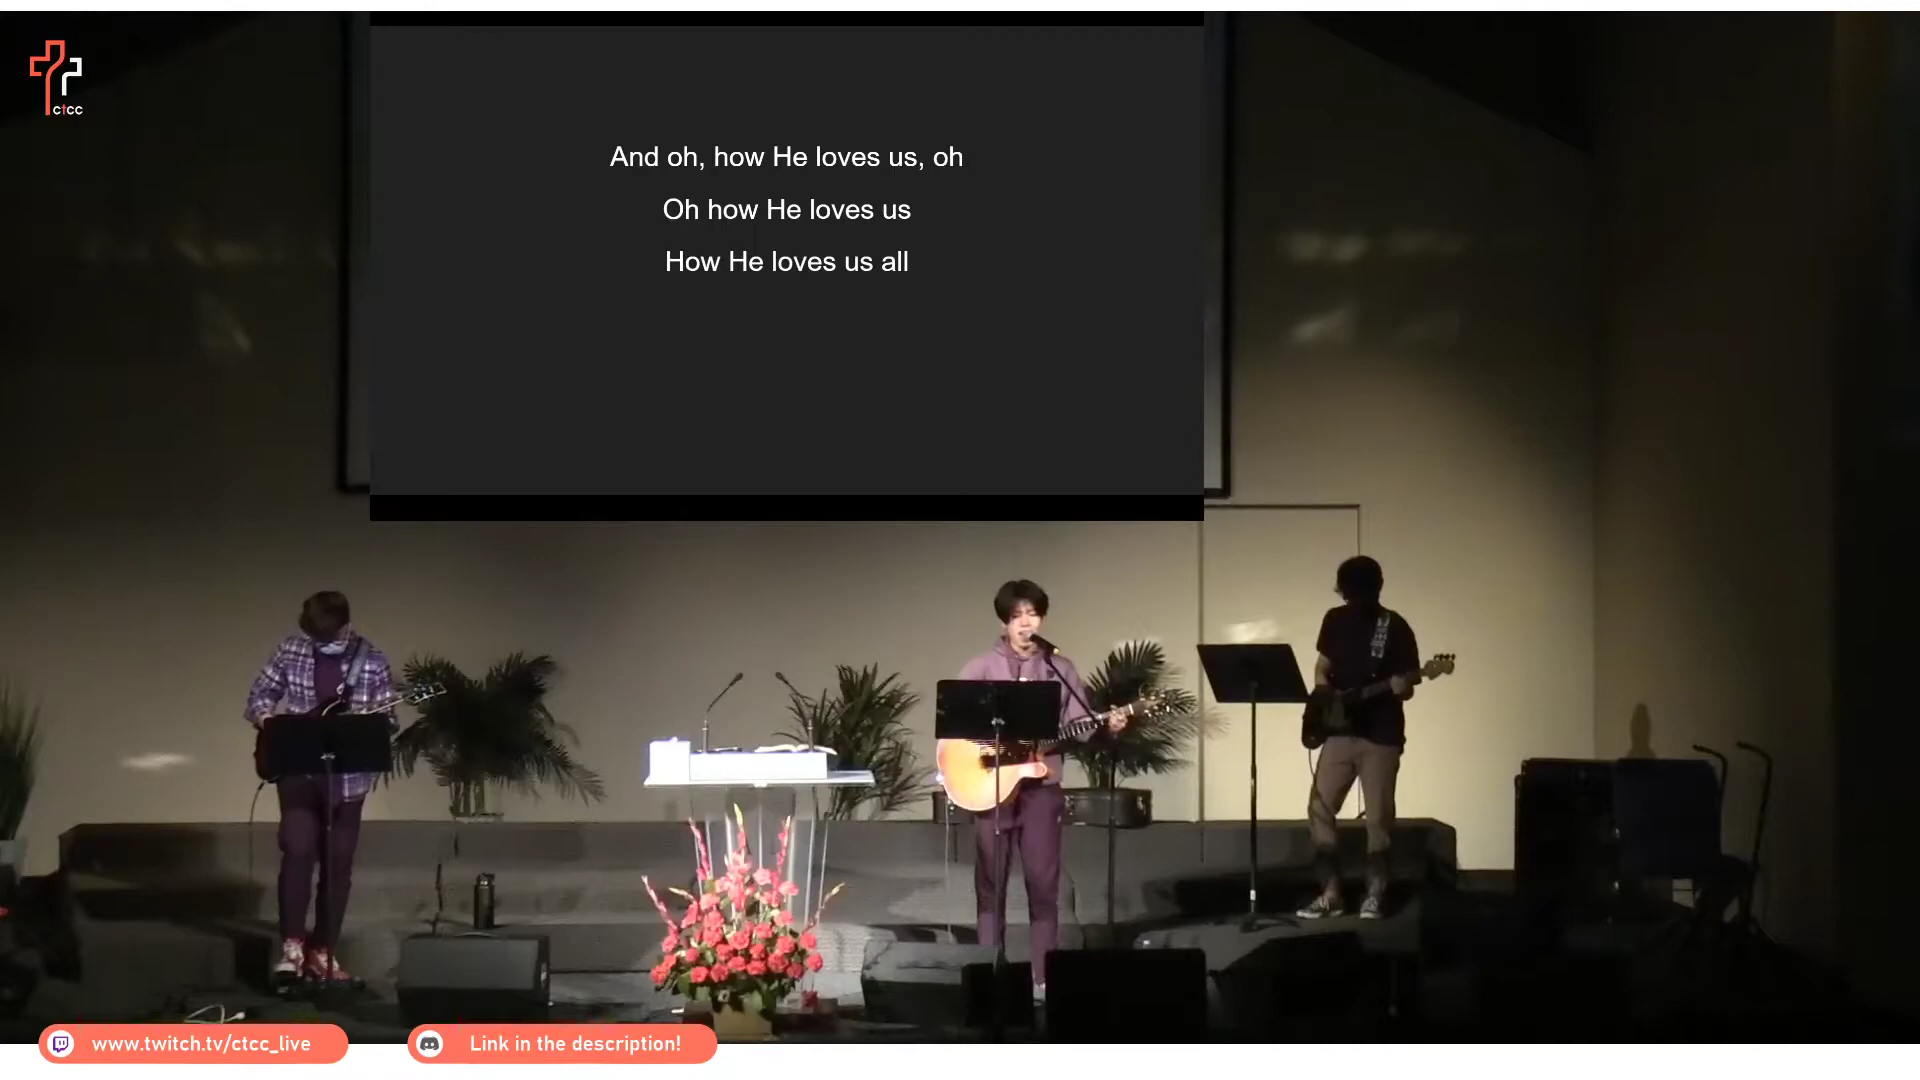 ctcc
And oh, how He loves us, oh
Oh how He loves us
How He loves us all
www.twitch.tv/ctcc_live
Link in the description!